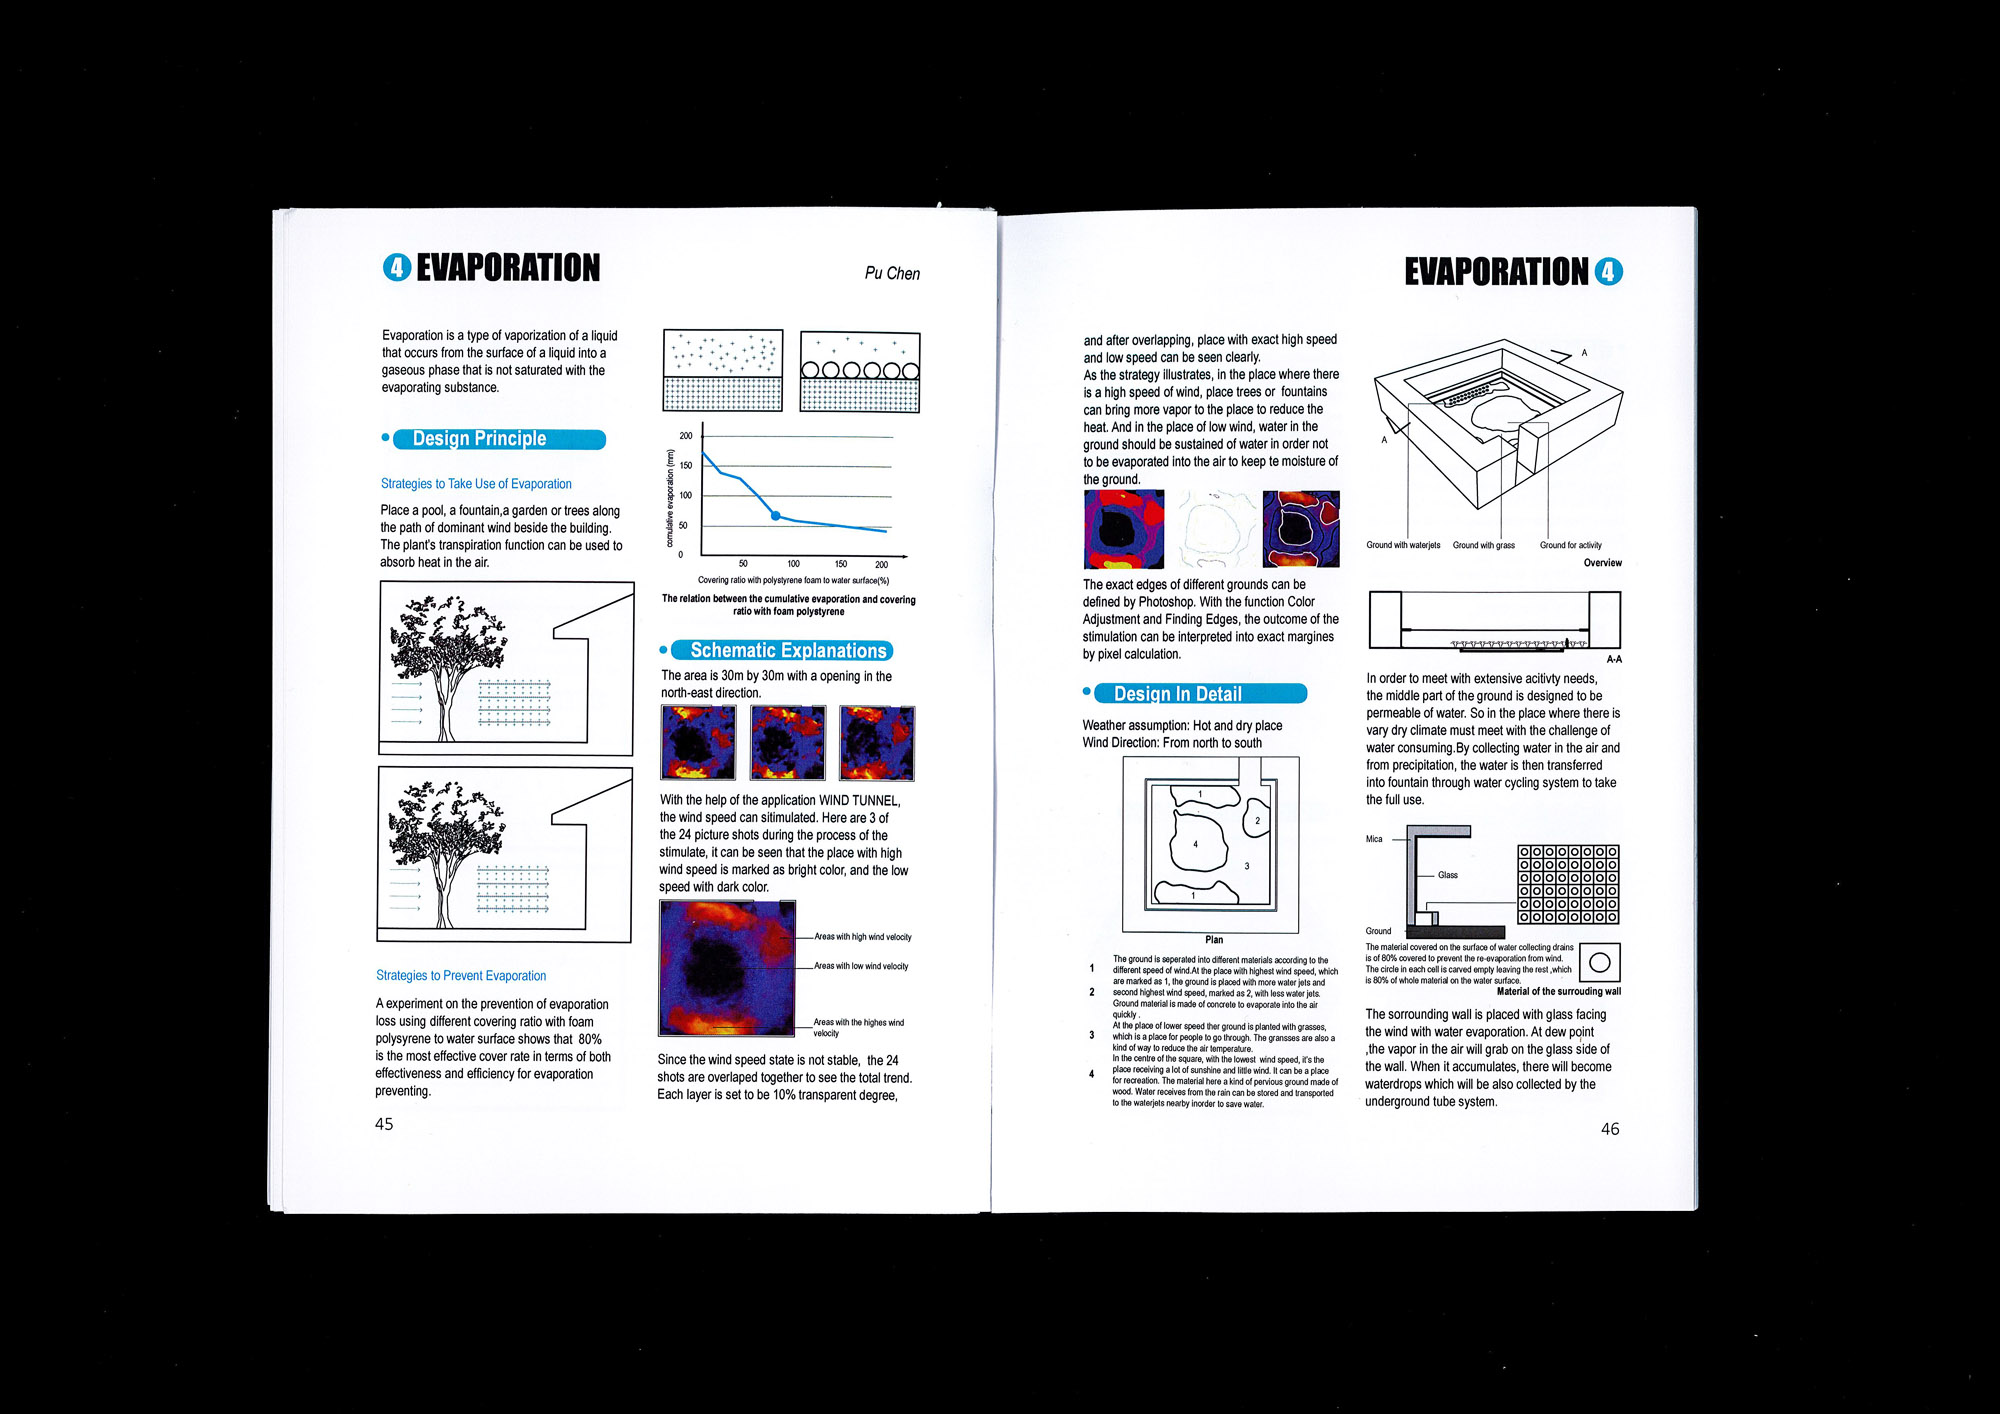 4 EVAPORATION
Pu Chen
Evaporation is a type of vaporization of a liquid
that occurs from the surface of a liquid into a
gaseous phase that is not saturated with the
evaporating substance.
Design Principle
Strategies to Take Use of Evaporation
Place a pool, a fountain,a garden or trees along
the path of dominant wind beside the building.
The plant's transpiration function can be used to
absorb heat in the air.
Strategies to Prevent Evaporation
A experiment on the prevention of evaporation
loss using different covering ratio with foam
polysyrene to water surface shows that 80%
is the most effective cover rate in terms of both
effectiveness and efficiency for evaporation
preventing.
45
comulative evaporation (mm)
200
150
100
50
0
50 100 150 200
Covering ratio with polystyrene foam to water surface(%)
The relation between the cumulative evaporation and covering
ratio with foam polystyrene
Schematic Explanations
The area is 30m by 30m with a opening in the
north-east direction.
With the help of the application WIND TUNNEL,
the wind speed can sitimulated. Here are 3 of
the 24 picture shots during the process of the
stimulate, it can be seen that the place with high
wind speed is marked as bright color, and the low
speed with dark color.
Areas with high wind velocity
Areas with low wind velocity
Areas with the highes wind
velocity
Since the wind speed state is not stable, the 24
shots are overlaped together to see the total trend.
Each layer is set to be 10% transparent degree,
EVAPORATION 4
and after overlapping, place with exact high speed
and low speed can be seen clearly.
As the strategy illustrates, in the place where there
is a high speed of wind, place trees or fountains
can bring more vapor to the place to reduce the
heat. And in the place of low wind, water in the
ground should be sustained of water in order not
to be evaporated into the air to keep te moisture of
the ground.
The exact edges of different grounds can be
defined by Photoshop. With the function Color
Adjustment and Finding Edges, the outcome of the
stimulation can be interpreted into exact margines
by pixel calculation.
Design In Detail
Weather assumption: Hot and dry place
Wind Direction: From north to south
1
2
4
3
1
Plan
The ground is seperated into different materials according to the
1 different speed of wind.At the place with highest wind speed, which
are marked as 1, the ground is placed with more water jets and
2 second highest wind speed, marked as 2, with less water jets.
Ground material is made of concrete to evaporate into the air
quickly .
At the place of lower speed ther ground is planted with grasses,
3 which is a place for people to go through. The gransses are also a
kind of way to reduce the air temperature.
In the centre of the square, with the lowest wind speed, it's the
4 place receiving a lot of sunshine and little wind. It can be a place
for recreation. The material here a kind of pervious ground made of
wood. Water receives from the rain can be stored and transported
to the waterjets nearby inorder to save water.
A
A
Ground with waterjets Ground with grass Ground for activity
Overview
A-A
In order to meet with extensive acitivty needs,
the middle part of the ground is designed to be
permeable of water. So in the place where there is
vary dry climate must meet with the challenge of
water consuming.By collecting water in the air and
from precipitation, the water is then transferred
into fountain through water cycling system to take
the full use.
Mica
Glass
Ground
The material covered on the surface of water collecting drains
is of 80% covered to prevent the re-evaporation from wind.
The circle in each cell is carved empty leaving the rest ,which
is 80% of whole material on the water surface.
Material of the surrouding wall
The sorrounding wall is placed with glass facing
the wind with water evaporation. At dew point
,the vapor in the air will grab on the glass side of
the wall. When it accumulates, there will become
waterdrops which will be also collected by the
underground tube system.
46